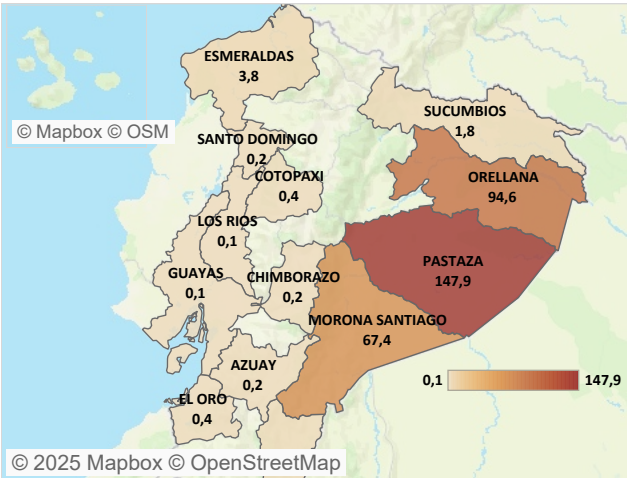 ESMERALDAS
3,8
© Mapbox © OSM
SUCUMBIOS
1,8
SANTO DOMINGO
0,2
COTOPAXI
0,4
ORELLANA
94,6
LOS RIOS
0,1
PASTAZA
147,9
GUAYAS
0,1
CHIMBORAZO
0,2
MORONA SANTIAGO
67,4
AZUAY
0,2
0,1
147,9
EL ORO
0,4
© 2025 Mapbox © OpenStreetMap